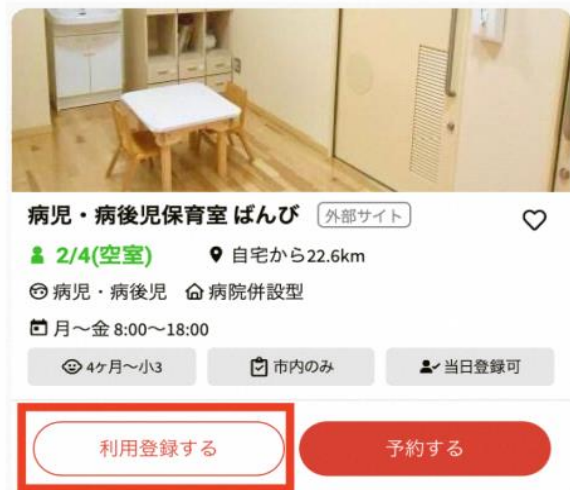 病児・病後児保育室 ばんび 外部サイト
2/4(空室) 自宅から22.6km
病児・病後児 病院併設型
月〜金 8:00〜18:00
4ケ月〜小3 市内のみ 当日登録可
利用登録する 予約する